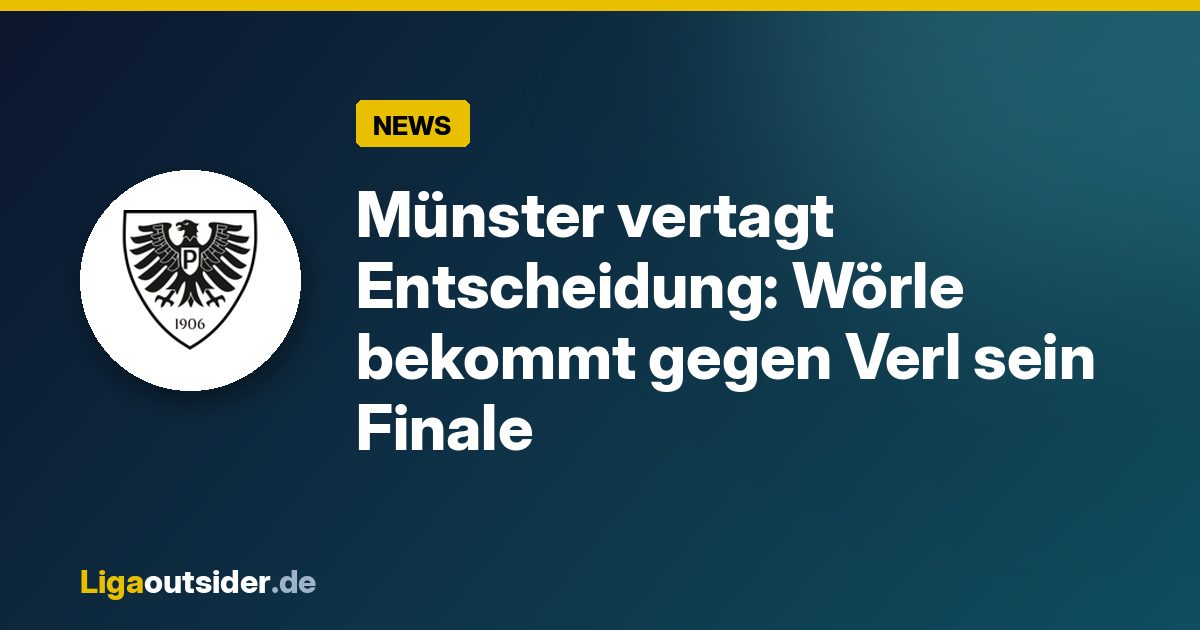 NEWS
Münster vertagt
Entscheidung: Wörle
bekommt gegen Verl sein
Finale
P
1906
Ligaoutsider.de